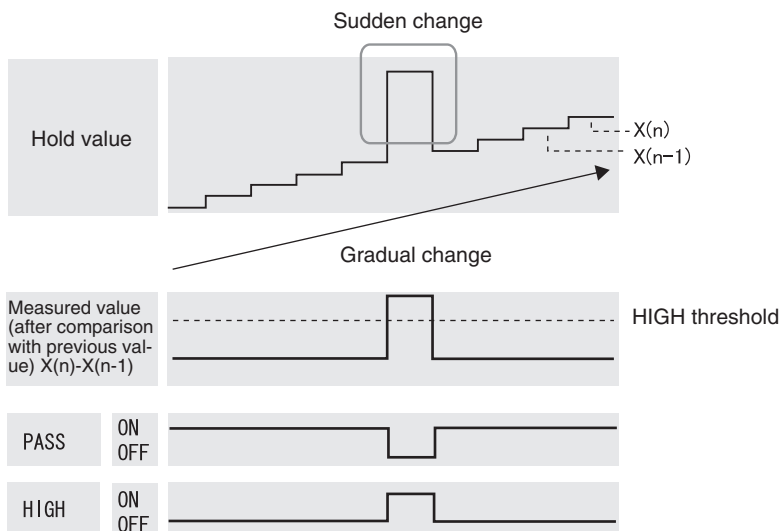 Sudden change
Hold value
X(n)
X(n-1)
Gradual change
Measured value
(after comparison
with previous val-
ue) X(n)-X(n-1)
HIGH threshold
PASS
ON
OFF
HIGH
ON
OFF